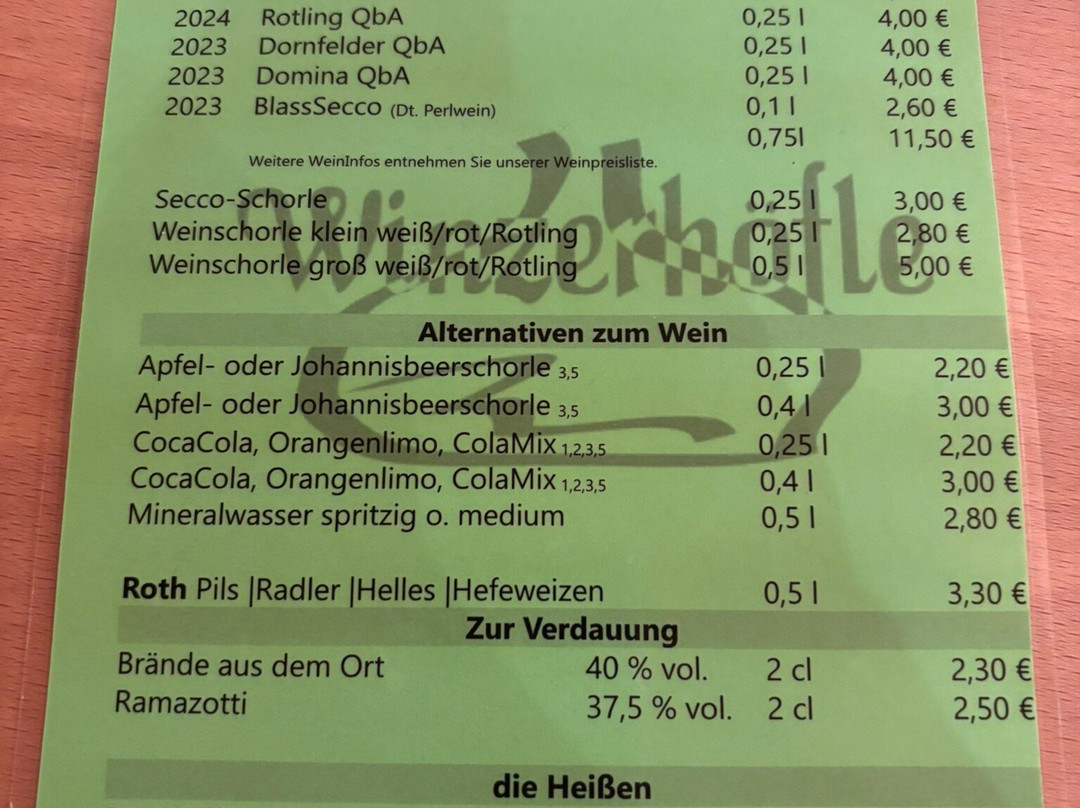 2024 Rotling QbA 0,25 l 4,00 €
2023 Dornfelder QbA 0,25 l 4,00 €
2023 Domina QbA 0,25 l 4,00 €
2023 BlassSecco (Dt. Perlwein) 0,1 l 2,60 €
0,75l 11,50 €
Weitere WeinInfos entnehmen Sie unserer Weinpreisliste.
Winzerhöfle
Secco-Schorle 0,25 l 3,00 €
Weinschorle klein weiß/rot/Rotling 0,25 l 2,80 €
Weinschorle groß weiß/rot/Rotling 0,5 l 5,00 €
Alternativen zum Wein
Apfel- oder Johannisbeerschorle 3,5 0,25 l 2,20 €
Apfel- oder Johannisbeerschorle 3,5 0,4 l 3,00 €
CocaCola, Orangenlimo, ColaMix 1,2,3,5 0,25 l 2,20 €
CocaCola, Orangenlimo, ColaMix 1,2,3,5 0,4 l 3,00 €
Mineralwasser spritzig o. medium 0,5 l 2,80 €
Roth Pils |Radler |Helles |Hefeweizen 0,5 l 3,30 €
Zur Verdauung
Brände aus dem Ort 40 % vol. 2 cl 2,30 €
Ramazotti 37,5 % vol. 2 cl 2,50 €
die Heißen